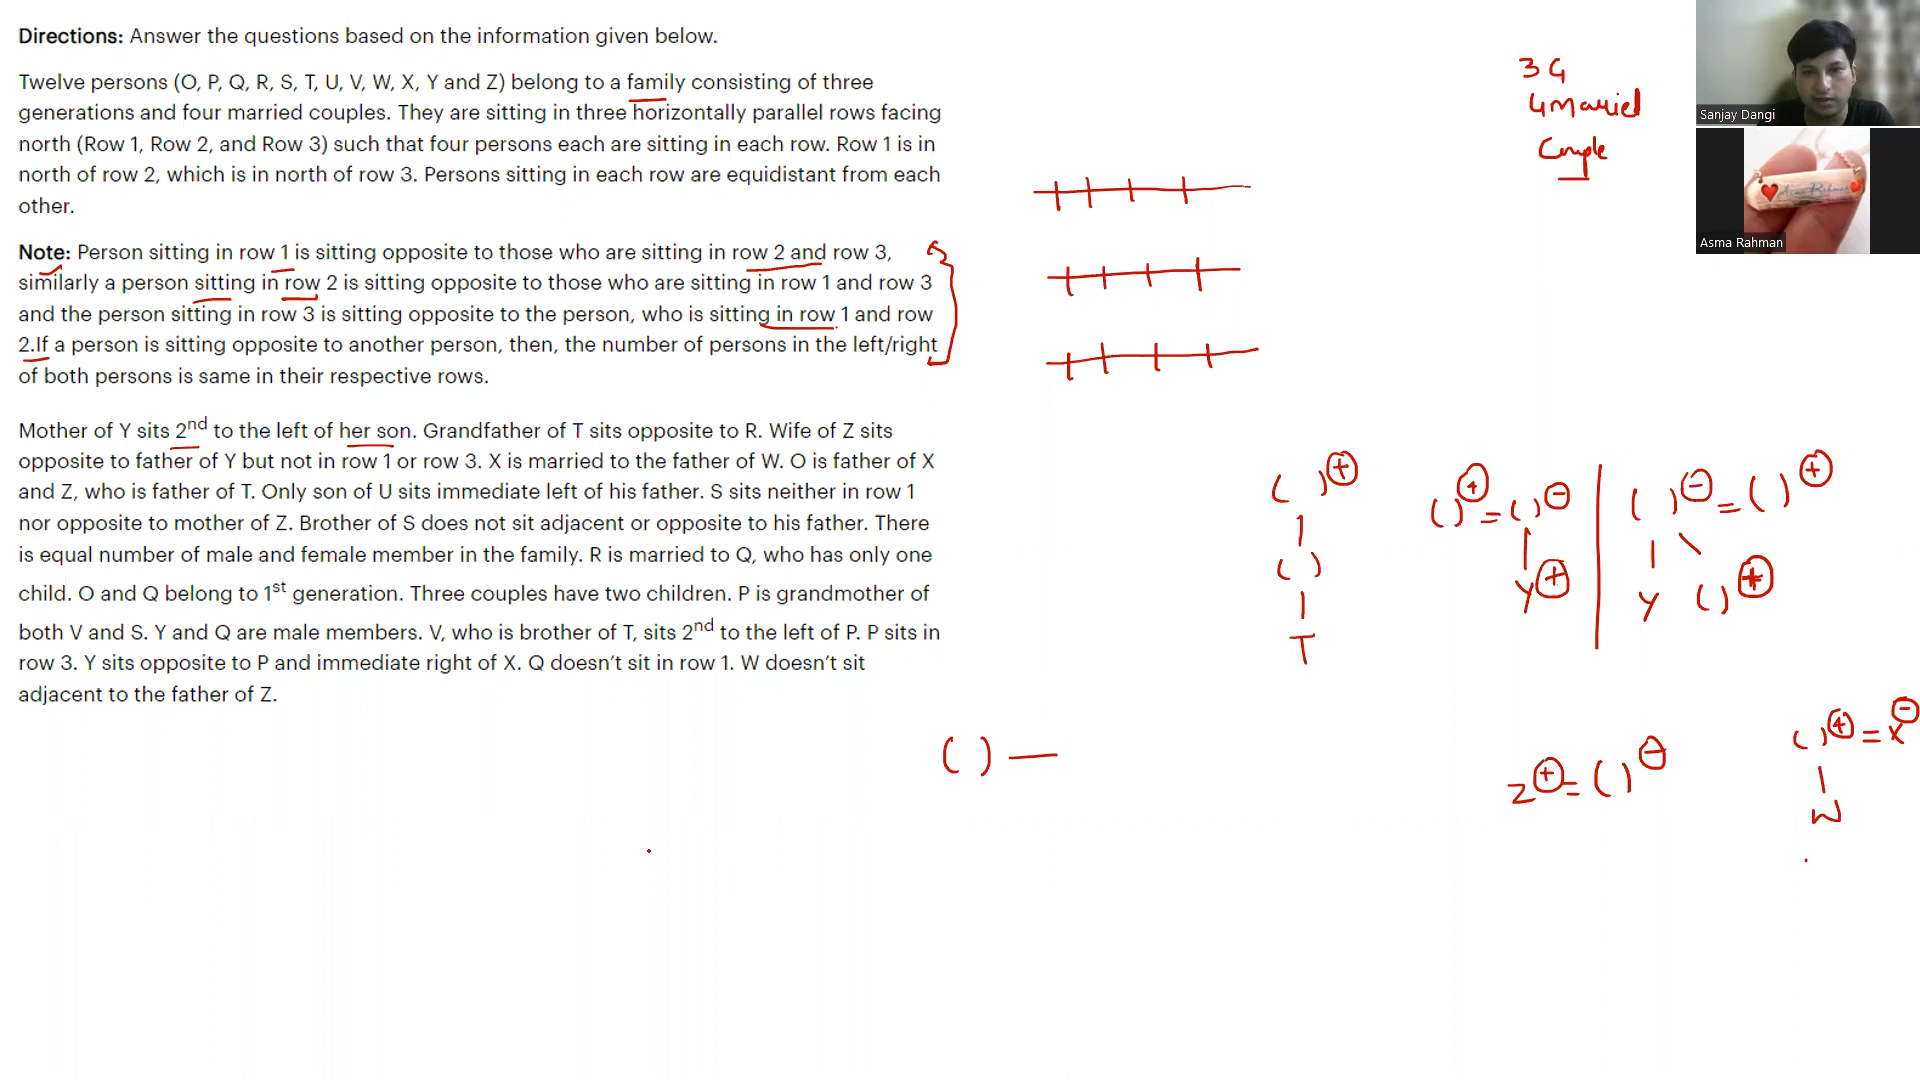 Directions: Answer the questions based on the information given below.
Twelve persons (O, P, Q, R, S, T, U, V, W, X, Y and Z) belong to a family consisting of three
generations and four married couples. They are sitting in three horizontally parallel rows facing
north (Row 1, Row 2, and Row 3) such that four persons each are sitting in each row. Row 1 is in
north of row 2, which is in north of row 3. Persons sitting in each row are equidistant from each
other.
Note: Person sitting in row 1 is sitting opposite to those who are sitting in row 2 and row 3,
similarly a person sitting in row 2 is sitting opposite to those who are sitting in row 1 and row 3
and the person sitting in row 3 is sitting opposite to the person, who is sitting in row 1 and row
2.If a person is sitting opposite to another person, then, the number of persons in the left/right
of both persons is same in their respective rows.
Mother of Y sits 2nd to the left of her son. Grandfather of T sits opposite to R. Wife of Z sits
opposite to father of Y but not in row 1 or row 3. X is married to the father of W. O is father of X
and Z, who is father of T. Only son of U sits immediate left of his father. S sits neither in row 1
nor opposite to mother of Z. Brother of S does not sit adjacent or opposite to his father. There
is equal number of male and female member in the family. R is married to Q, who has only one
child. O and Q belong to 1st generation. Three couples have two children. P is grandmother of
both V and S. Y and Q are male members. V, who is brother of T, sits 2nd to the left of P. P sits in
row 3. Y sits opposite to P and immediate right of X. Q doesn't sit in row 1. W doesn't sit
adjacent to the father of Z.
3 G
4 Married
Couple
Sanjay Dangi
Asma Rahman
( ) +
( )
T
( ) + = ( ) −
Y +
( ) − = ( ) +
Y ( ) +
Z + = ( ) −
( ) + = X −
W
( ) —